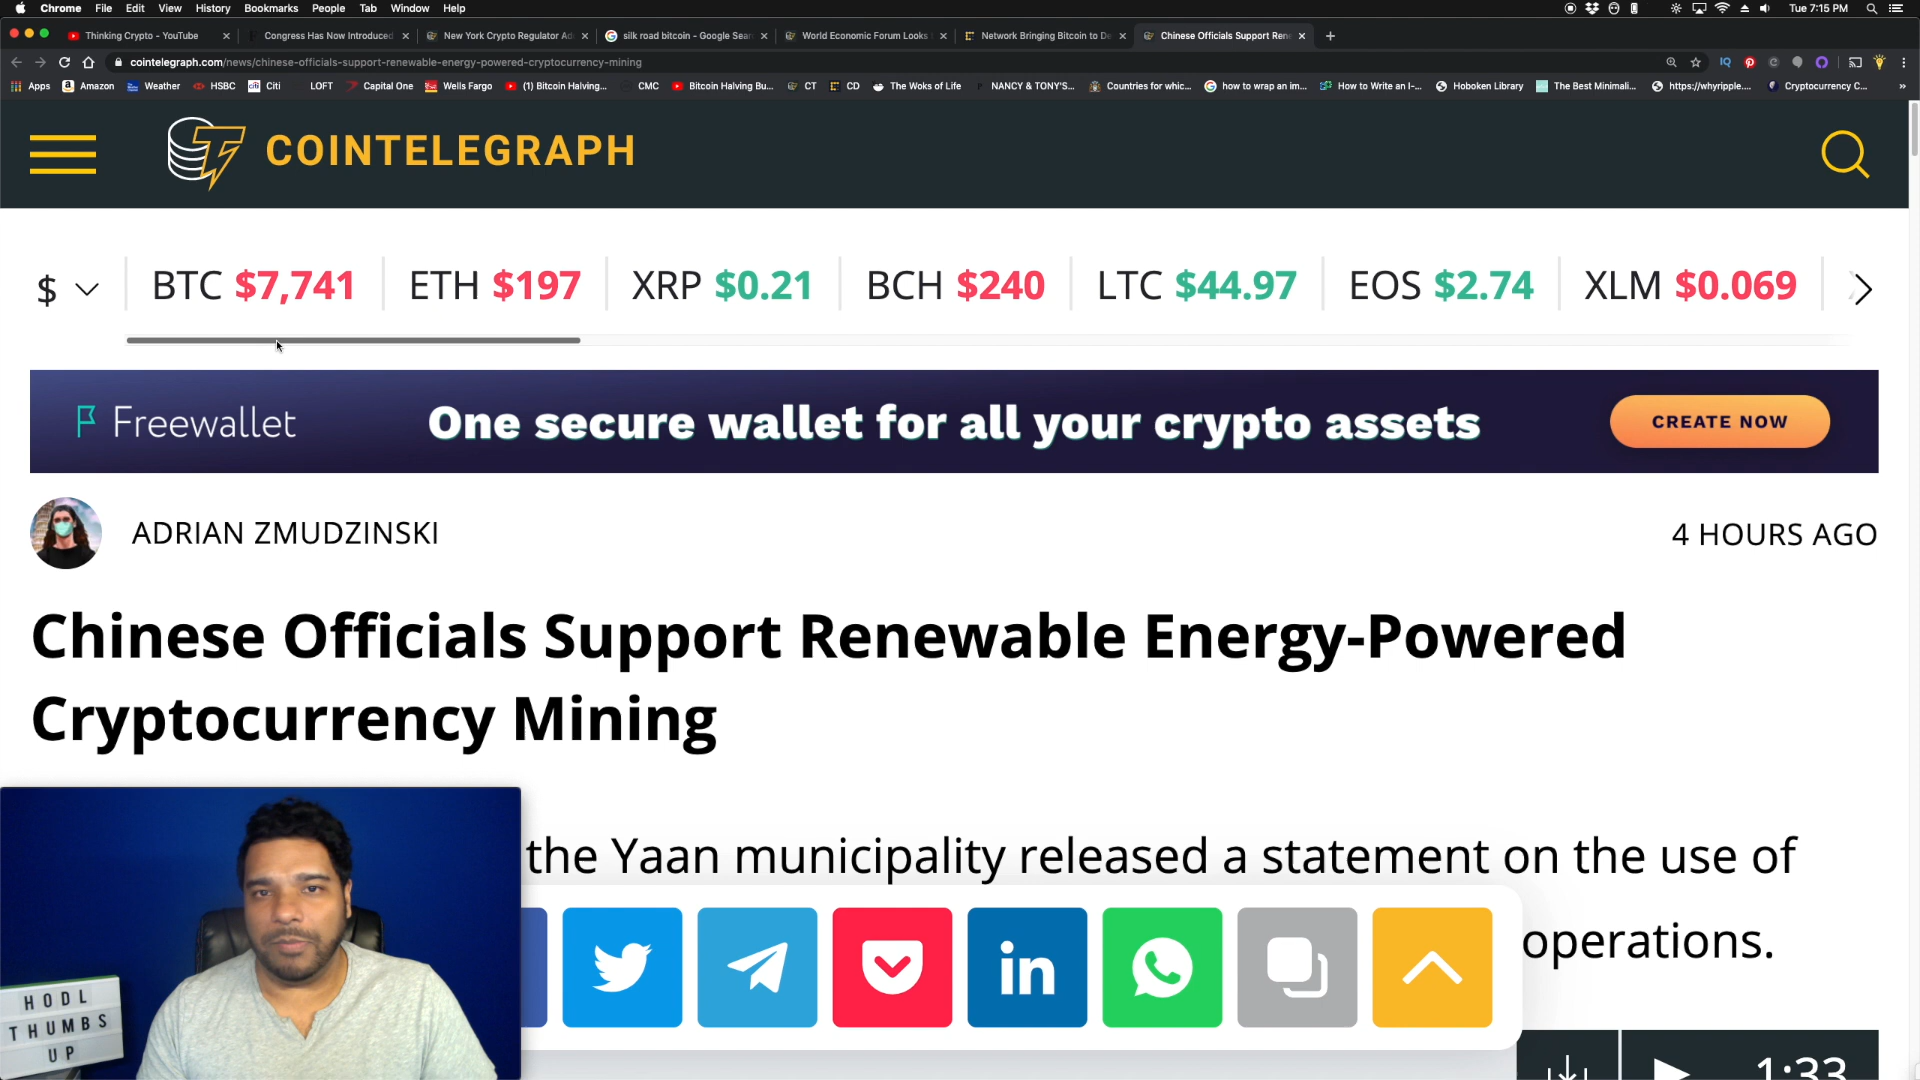 Chrome File Edit View History Bookmarks People Tab Window Help
Tue 7:15 PM
Thinking Crypto - YouTube
Congress Has Now Introduced
New York Crypto Regulator Ad
silk road bitcoin - Google Sear
World Economic Forum Looks
Network Bringing Bitcoin to De
Chinese Officials Support Ren
cointelegraph.com/news/chinese-officials-support-renewable-energy-powered-cryptocurrency-mining
Apps Amazon Weather HSBC Citi LOFT Capital One Wells Fargo (1) Bitcoin Halving... CMC Bitcoin Halving Bu... CT CD The Woks of Life NANCY & TONY'S... Countries for whic... how to wrap an im... How to Write an I-... Hoboken Library The Best Minimali... https://whyripple.... Cryptocurrency C... »
COINTELEGRAPH
$ BTC $7,741 ETH $197 XRP $0.21 BCH $240 LTC $44.97 EOS $2.74 XLM $0.069
Freewallet One secure wallet for all your crypto assets CREATE NOW
ADRIAN ZMUDZINSKI 4 HOURS AGO
Chinese Officials Support Renewable Energy-Powered
Cryptocurrency Mining
the Yaan municipality released a statement on the use of
operations.
in
HODL
THUMBS
UP
1:33